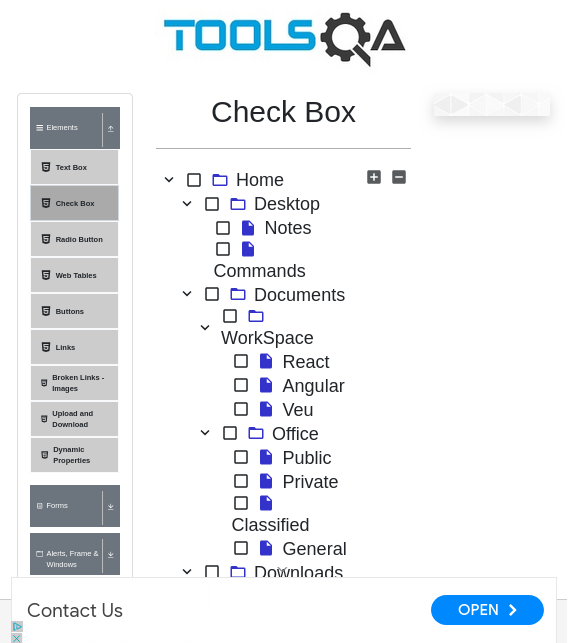 TOOLSQA
Elements
Text Box
Check Box
Radio Button
Web Tables
Buttons
Links
Broken Links -
Images
Upload and
Download
Dynamic
Properties
Forms
Alerts, Frame &
Windows
Check Box
Home
Desktop
Notes
Commands
Documents
WorkSpace
React
Angular
Veu
Office
Public
Private
Classified
General
Downloads
Contact Us
OPEN